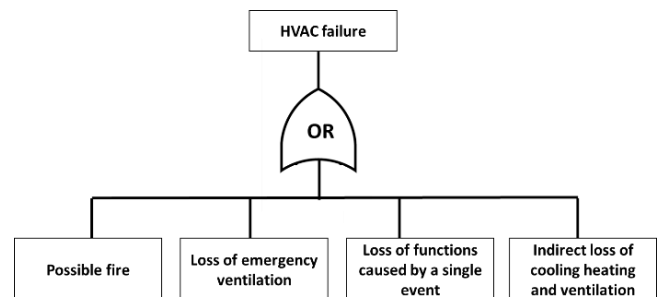 HVAC failure
OR
Possible fire
Loss of emergency
ventilation
Loss of functions
caused by a single
event
Indirect loss of
cooling heating
and ventilation